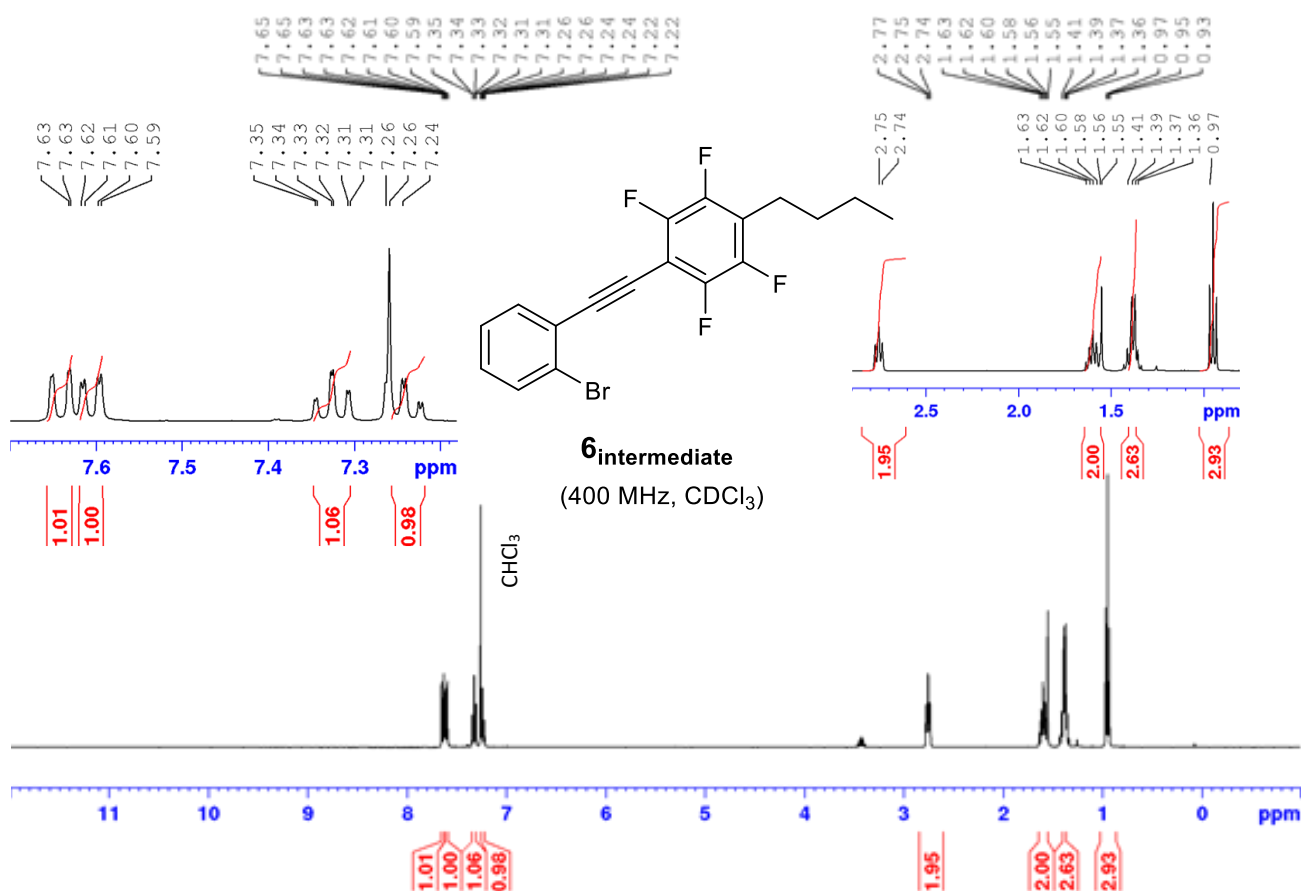 7.65 7.65 7.63 7.63 7.62 7.61 7.60 7.59 7.35 7.34 7.33 7.32 7.31 7.31 7.26 7.26 7.24 7.24 7.22 7.22
2.77 2.75 2.74 1.63 1.62 1.60 1.58 1.56 1.55 1.41 1.39 1.37 1.36 0.97 0.95 0.93
7.63 7.63 7.62 7.61 7.60 7.59
7.35 7.34 7.33 7.32 7.31 7.31 7.26 7.26 7.24
2.75 2.74
1.63 1.62 1.60 1.58 1.56 1.55 1.41 1.39 1.37 1.36 0.97
F
F
F
F
Br
7.6 7.5 7.4 7.3 ppm
2.5 2.0 1.5 ppm
1.01 1.00 1.06 0.98
1.95 2.00 2.63 2.93
6intermediate
(400 MHz, CDCl3)
CHCl3
11 10 9 8 7 6 5 4 3 2 1 0 ppm
1.01 1.00 1.06 0.98 1.95 2.00 2.63 2.93